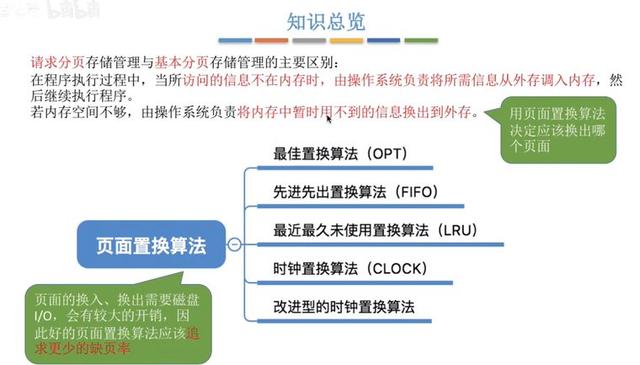 知识总览
请求分页存储管理与基本分页存储管理的主要区别：
在程序执行过程中，当所访问的信息不在内存时，由操作系统负责将所需信息从外存调入内存，然
后继续执行程序。
若内存空间不够，由操作系统负责将内存中暂时用不到的信息换出到外存。
用页面置换算法
决定应该换出哪
个页面
最佳置换算法（OPT）
先进先出置换算法（FIFO）
最近最久未使用置换算法（LRU）
页面置换算法
时钟置换算法（CLOCK）
改进型的时钟置换算法
页面的换入、换出需要磁盘
I/O，会有较大的开销，因
此好的页面置换算法应该追
求更少的缺页率